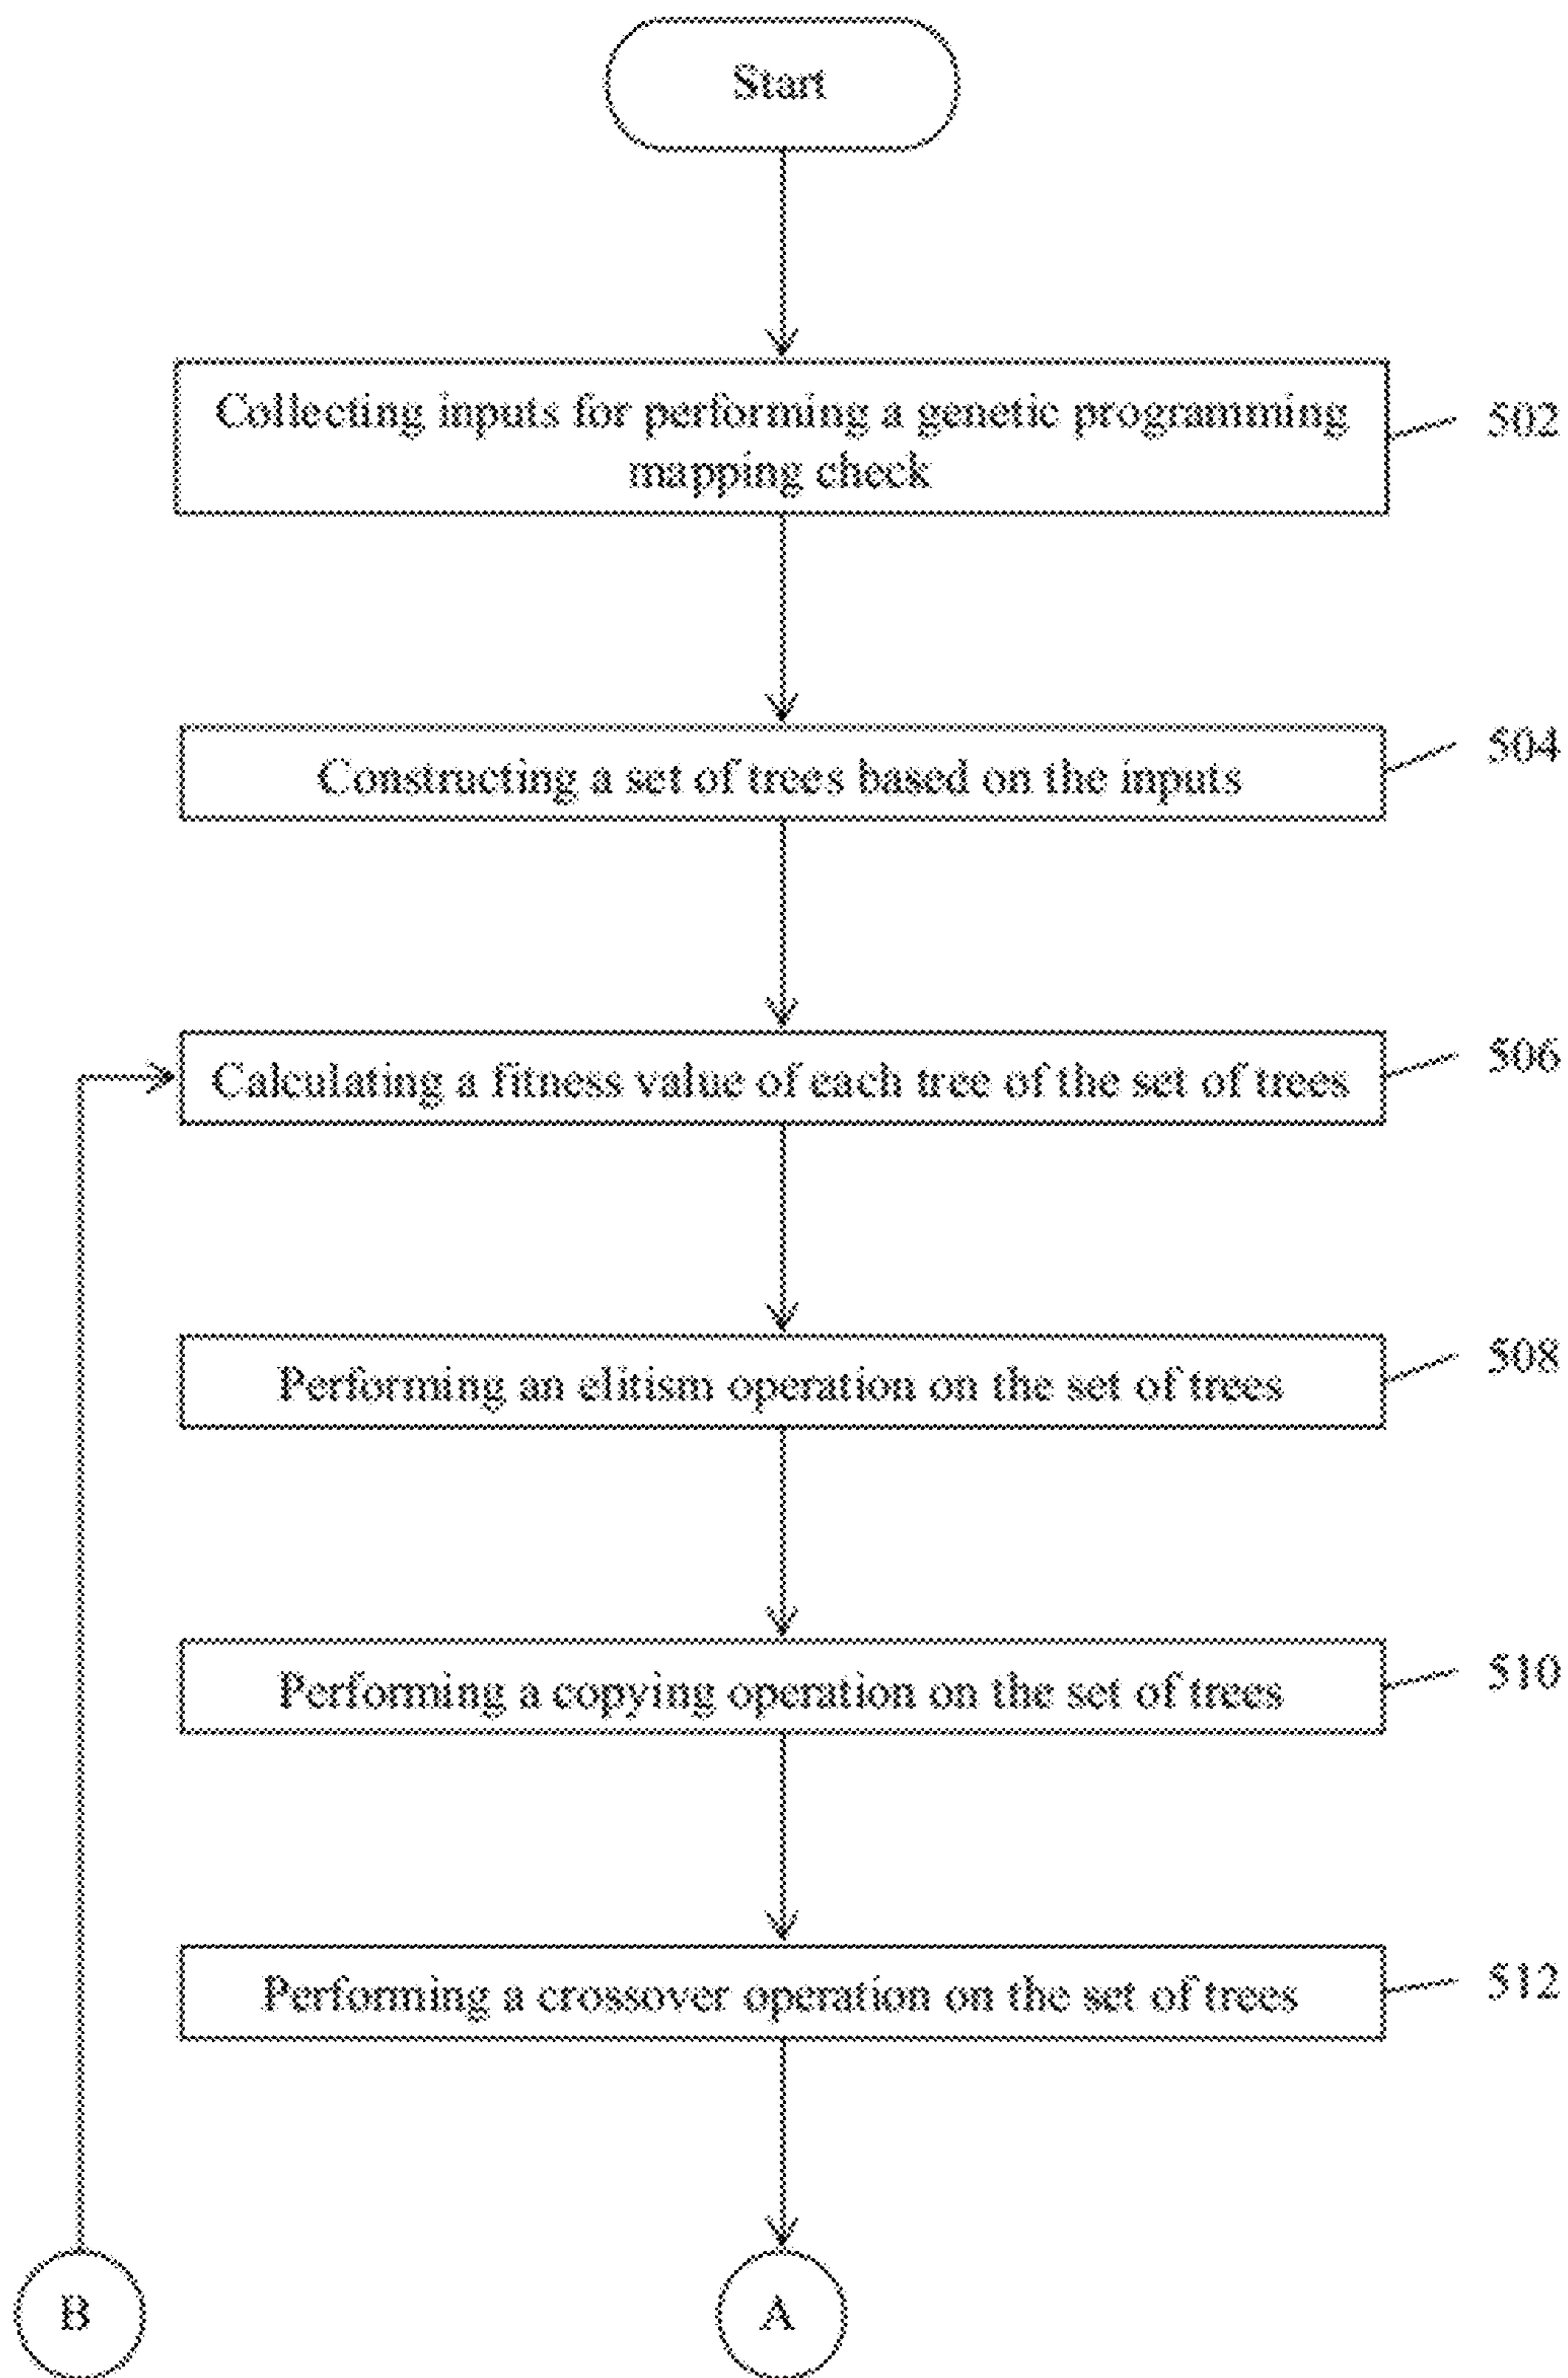 Start
Collecting inputs for performing a genetic programming
mapping check
502
Constructing a set of trees based on the inputs
504
Calculating a fitness value of each tree of the set of trees
506
Performing an elitism operation on the set of trees
508
Performing a copying operation on the set of trees
510
Performing a crossover operation on the set of trees
512
B
A